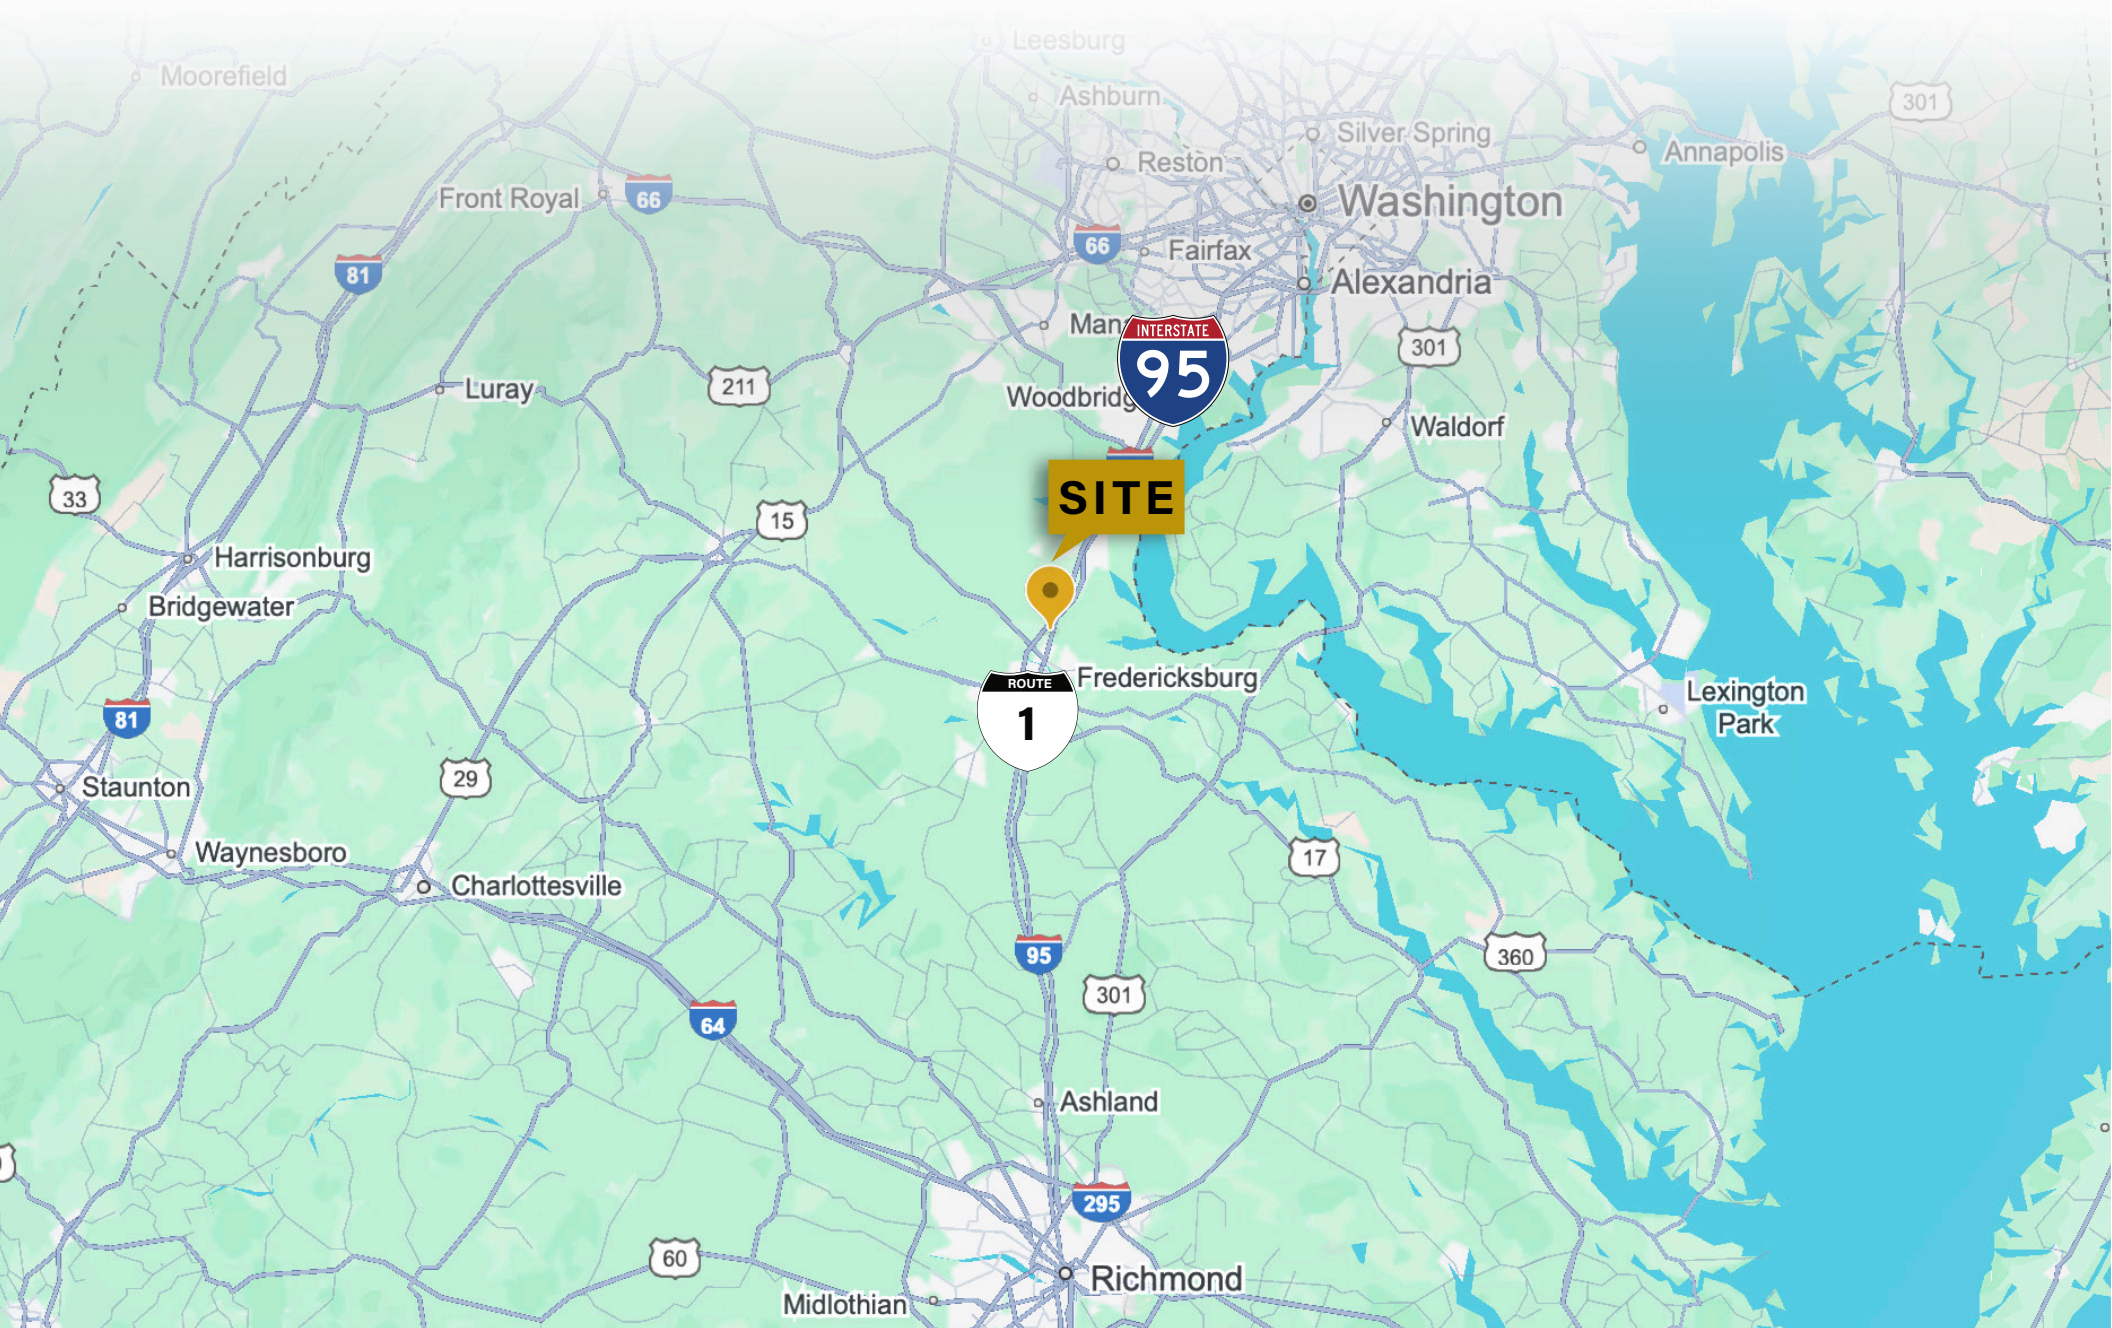 Leesburg
Moorefield
Ashburn
301
Silver Spring
Annapolis
Reston
Front Royal
66
Washington
66
Fairfax
81
Alexandria
Man
INTERSTATE
95
301
211
Luray
Woodbridg
Waldorf
33
SITE
15
Harrisonburg
Bridgewater
Fredericksburg
ROUTE
1
Lexington
Park
81
29
Staunton
Waynesboro
17
Charlottesville
95
360
301
64
Ashland
295
60
Richmond
Midlothian